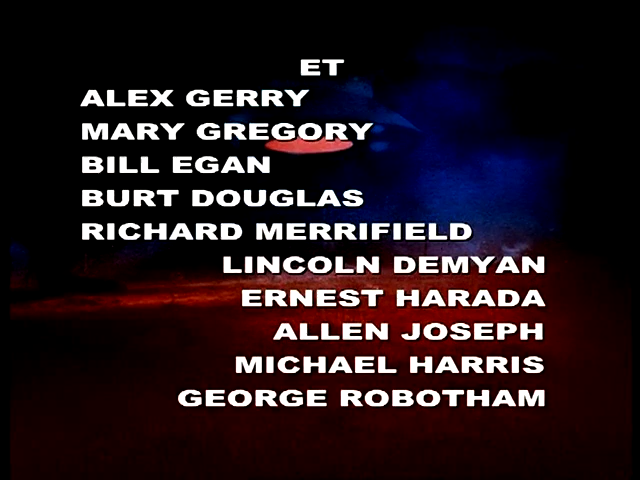 ET
ALEX GERRY
MARY GREGORY
BILL EGAN
BURT DOUGLAS
RICHARD MERRIFIELD
LINCOLN DEMYAN
ERNEST HARADA
ALLEN JOSEPH
MICHAEL HARRIS
GEORGE ROBOTHAM